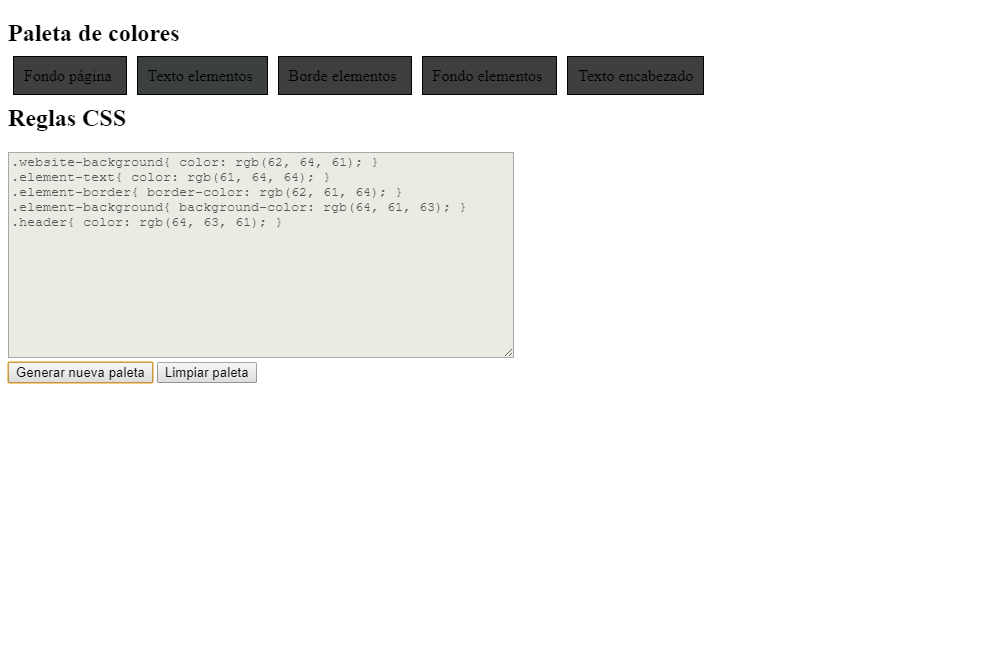 Paleta de colores
Fondo página Texto elementos Borde elementos Fondo elementos Texto encabezado
Reglas CSS
.website-background{ color: rgb(62, 64, 61); }
.element-text{ color: rgb(61, 64, 64); }
.element-border{ border-color: rgb(62, 61, 64); }
.element-background{ background-color: rgb(64, 61, 63); }
.header{ color: rgb(64, 63, 61); }
Generar nueva paleta Limpiar paleta